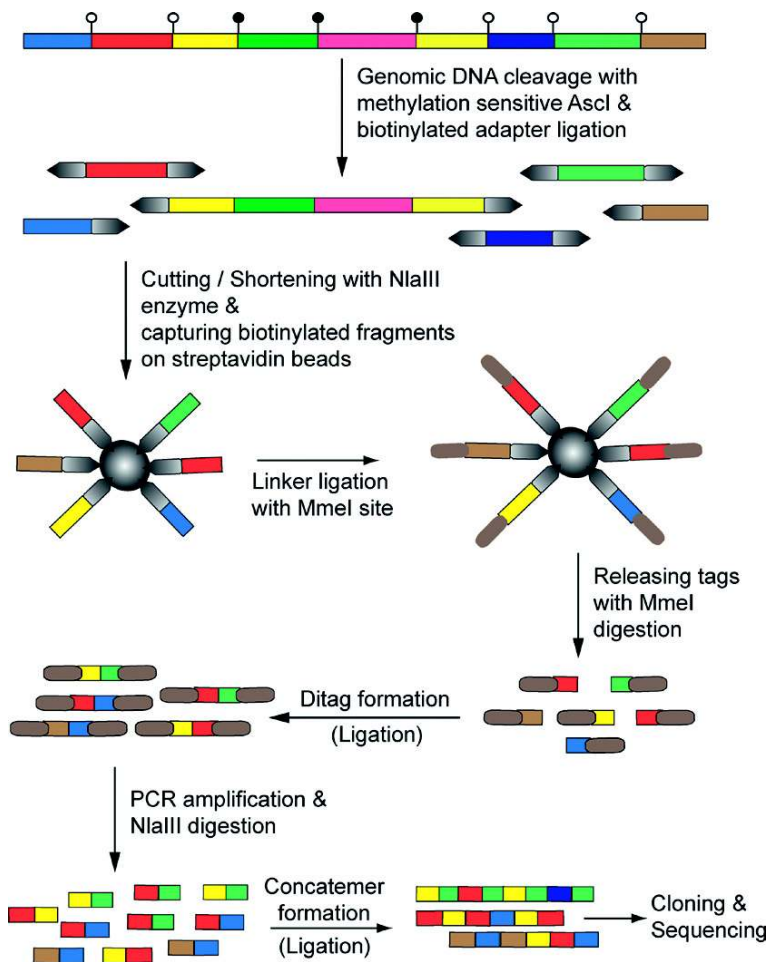 Genomic DNA cleavage with
methylation sensitive AscI &
biotinylated adapter ligation
Cutting / Shortening with NlaIII
enzyme &
capturing biotinylated fragments
on streptavidin beads
Linker ligation
with MmeI site
Releasing tags
with MmeI
digestion
Ditag formation
(Ligation)
PCR amplification &
NlaIII digestion
Concatemer
formation
(Ligation)
Cloning &
Sequencing